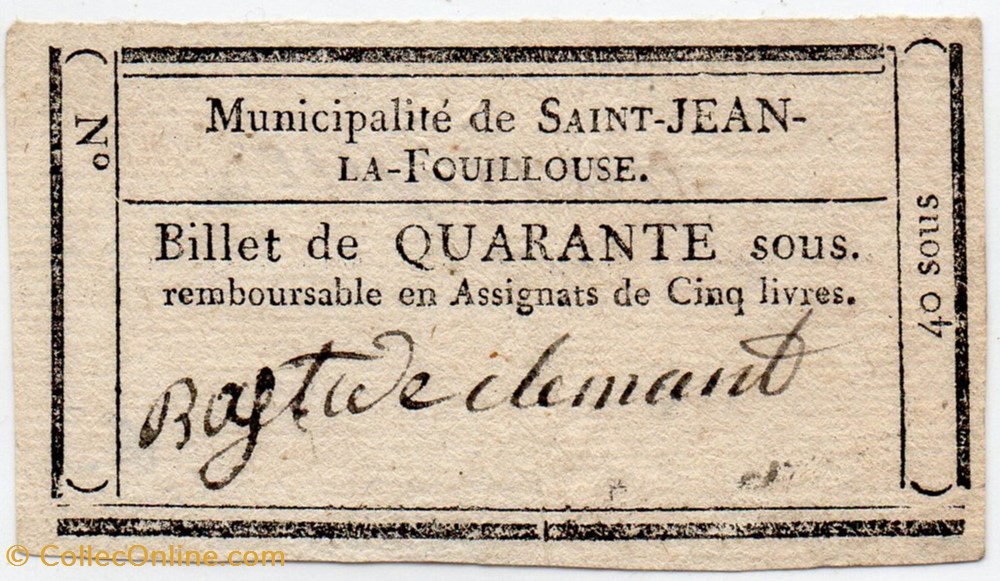 No
Municipalité de SAINT-JEAN-
LA-FOUILLOUSE.
Billet de QUARANTE sous.
remboursable en Assignats de Cinq livres.
40 sous
© CollecOnline.com